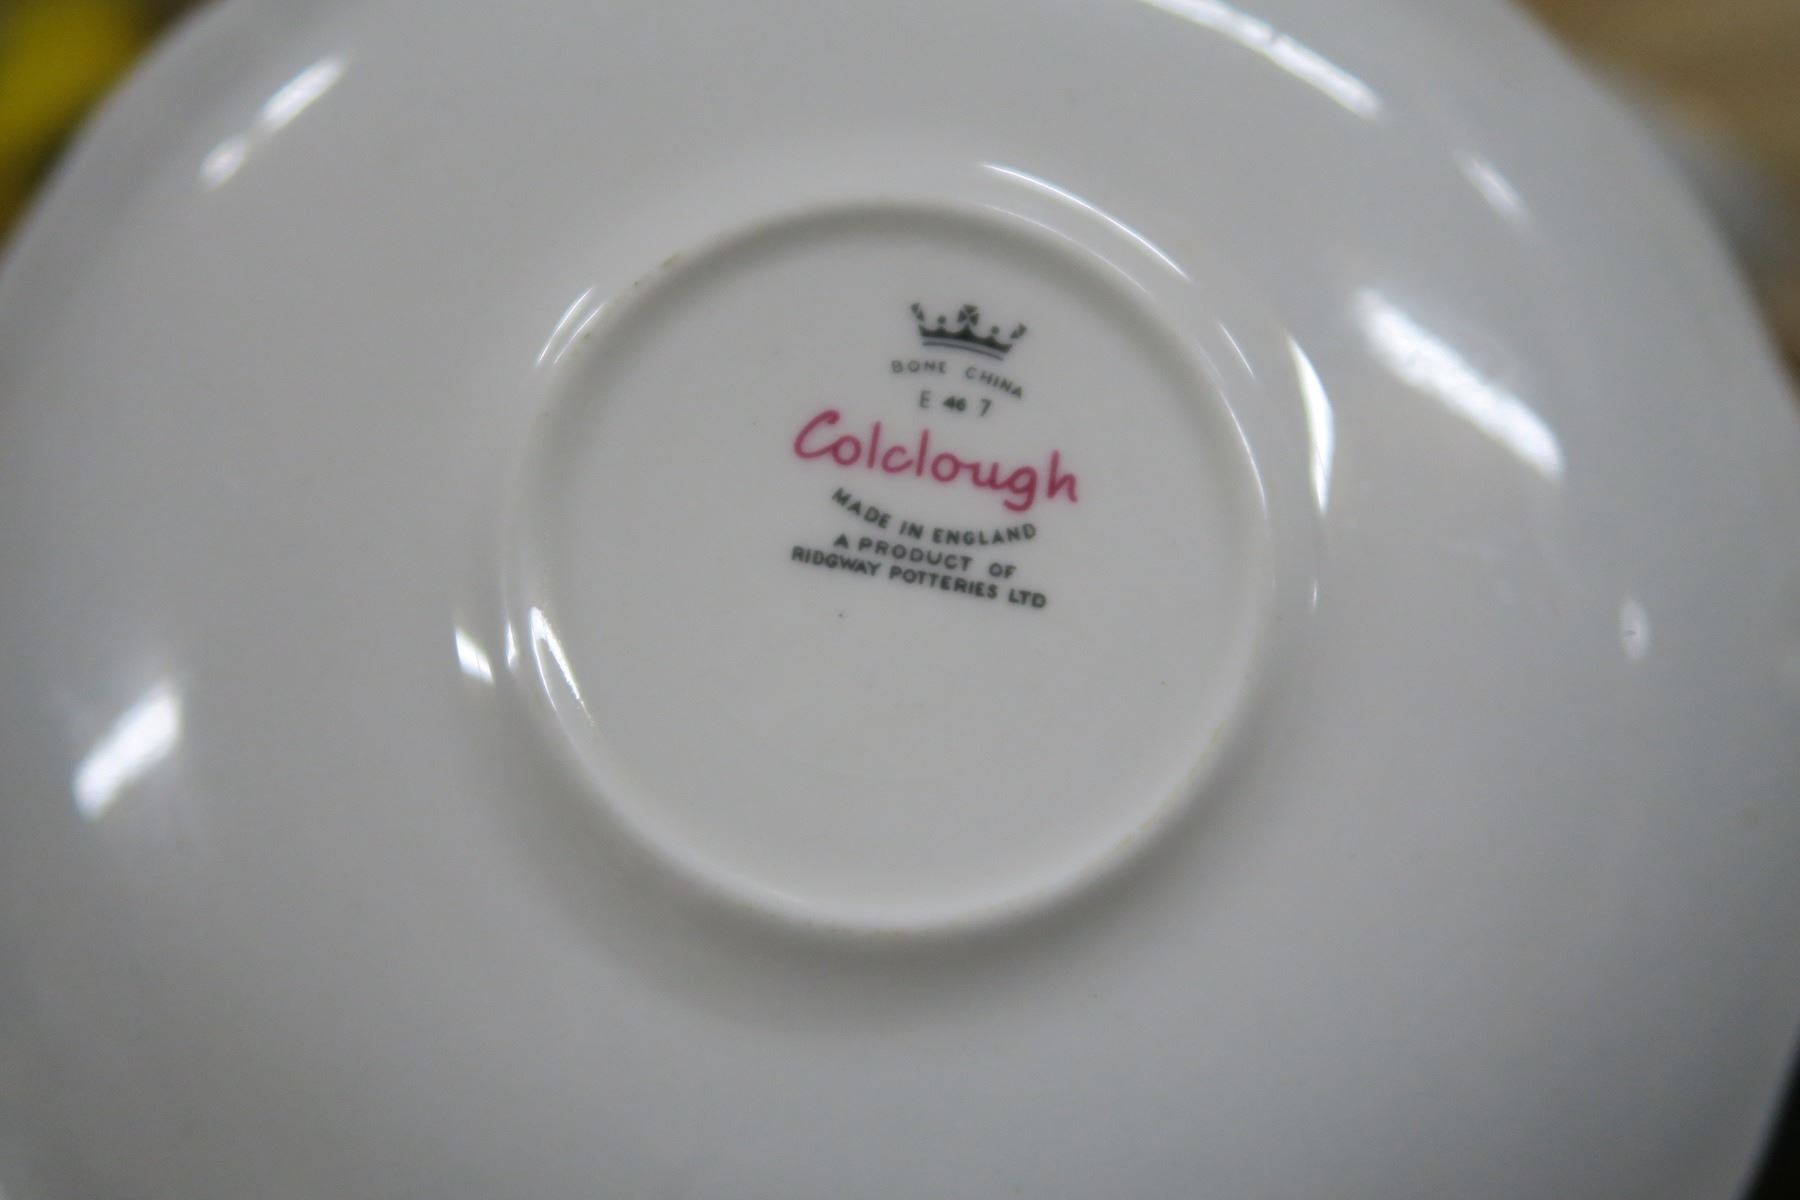 BONE CHINA
E 46 7
Colclough
MADE IN ENGLAND
A PRODUCT OF
RIDGWAY POTTERIES LTD